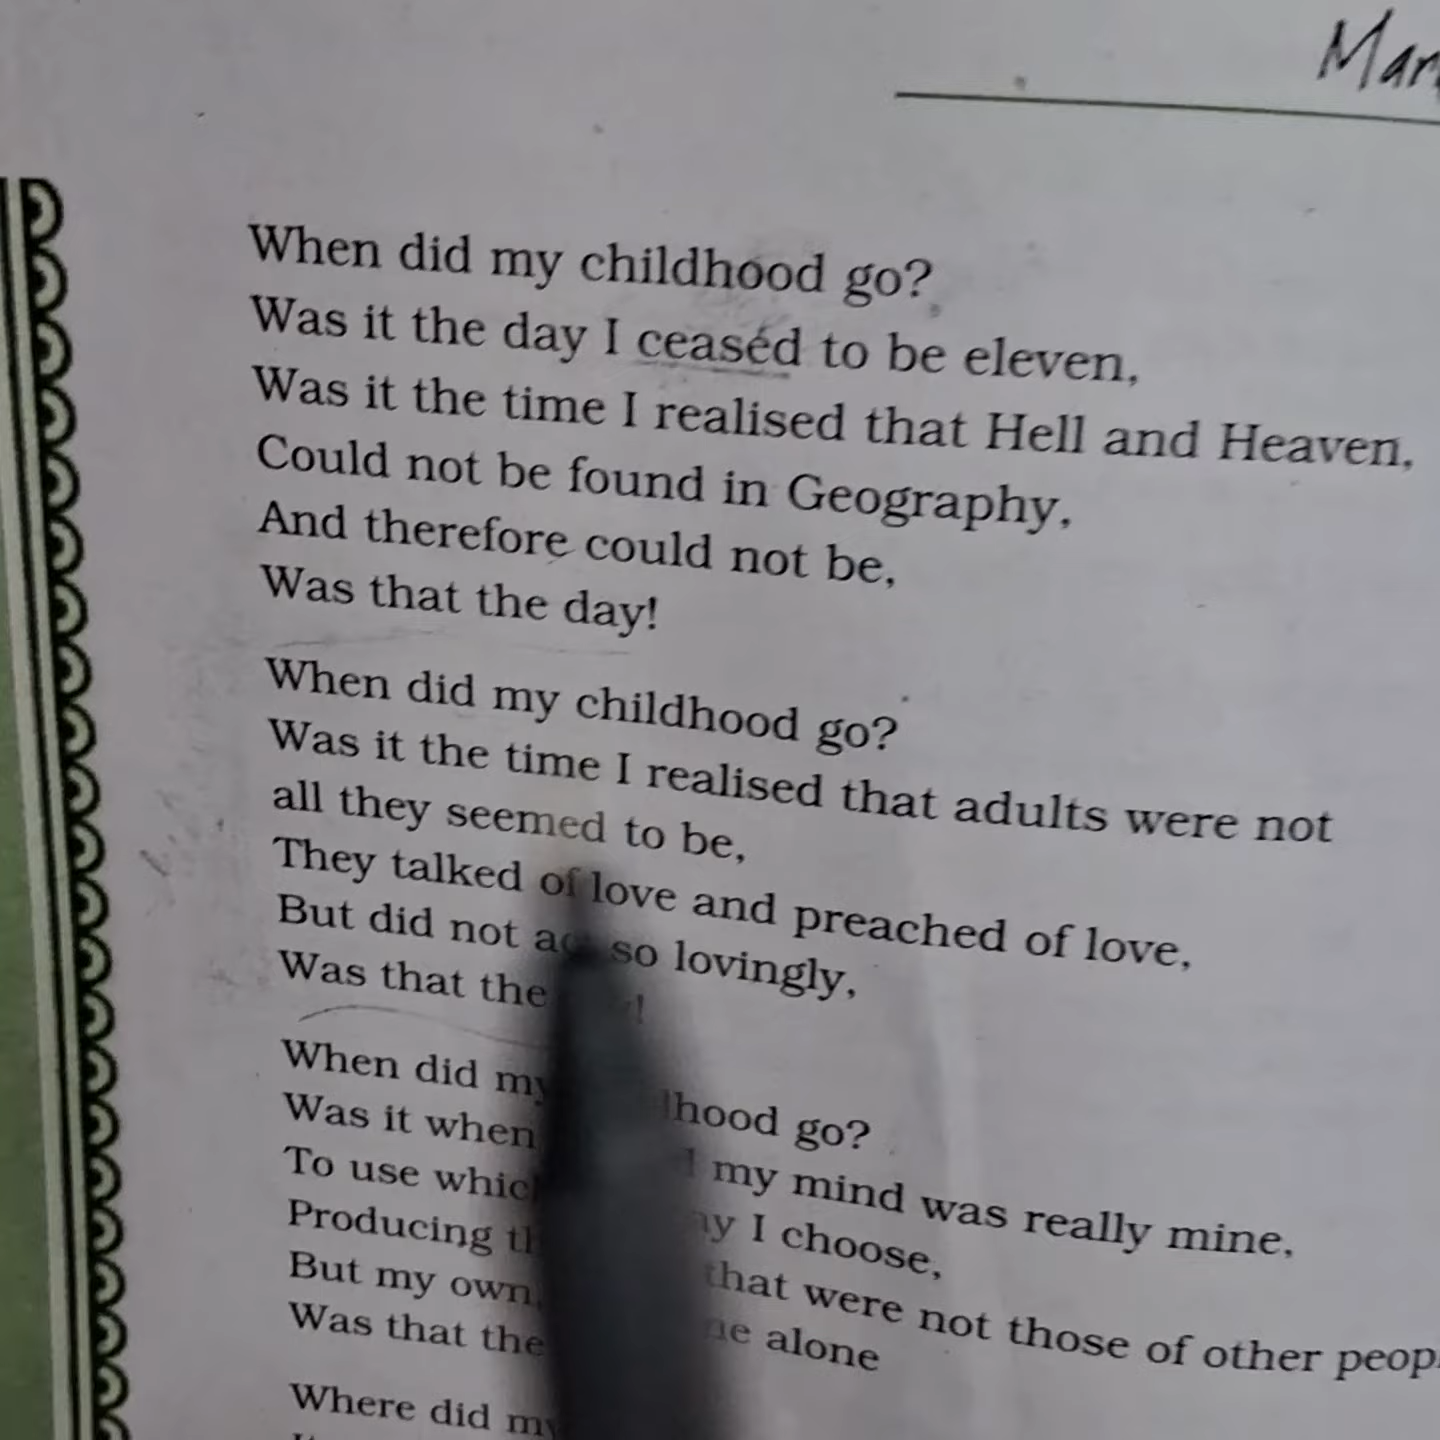 Mar
When did my childhood go?
Was it the day I ceased to be eleven,
Was it the time I realised that Hell and Heaven,
Could not be found in Geography,
And therefore could not be,
Was that the day!
When did my childhood go?
Was it the time I realised that adults were not
all they seemed to be,
They talked of love and preached of love,
But did not so lovingly,
Was that the
When did my go?
Was it when my mind was really mine,
To use I choose,
Producing that were not those of other
But my own,
Was that the alone
Where did